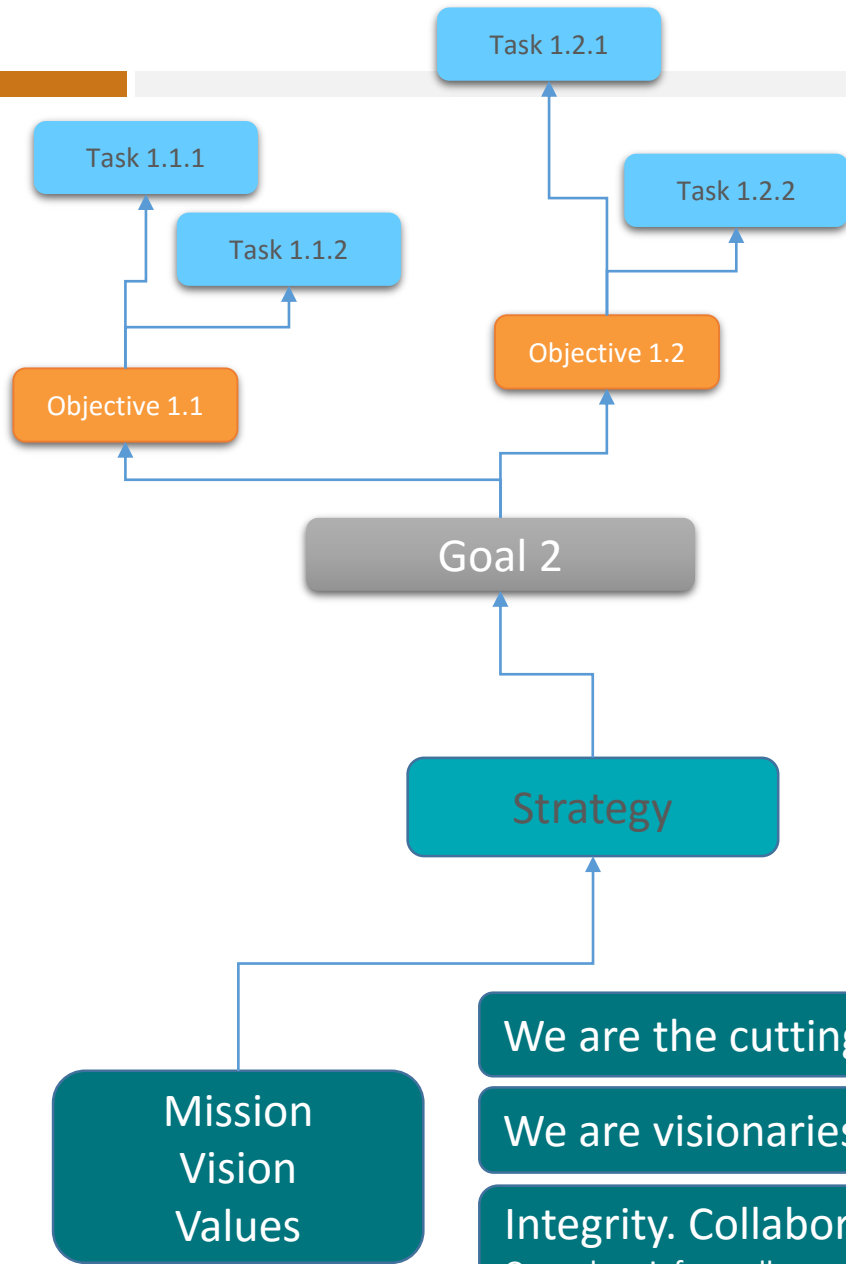 Task 1.2.1
Task 1.1.1
Task 1.2.2
Task 1.1.2
Objective 1.2
Objective 1.1
Goal 2
Strategy
We are the cutting
Mission
Vision
Values
We are visionaries
Integrity. Collabor